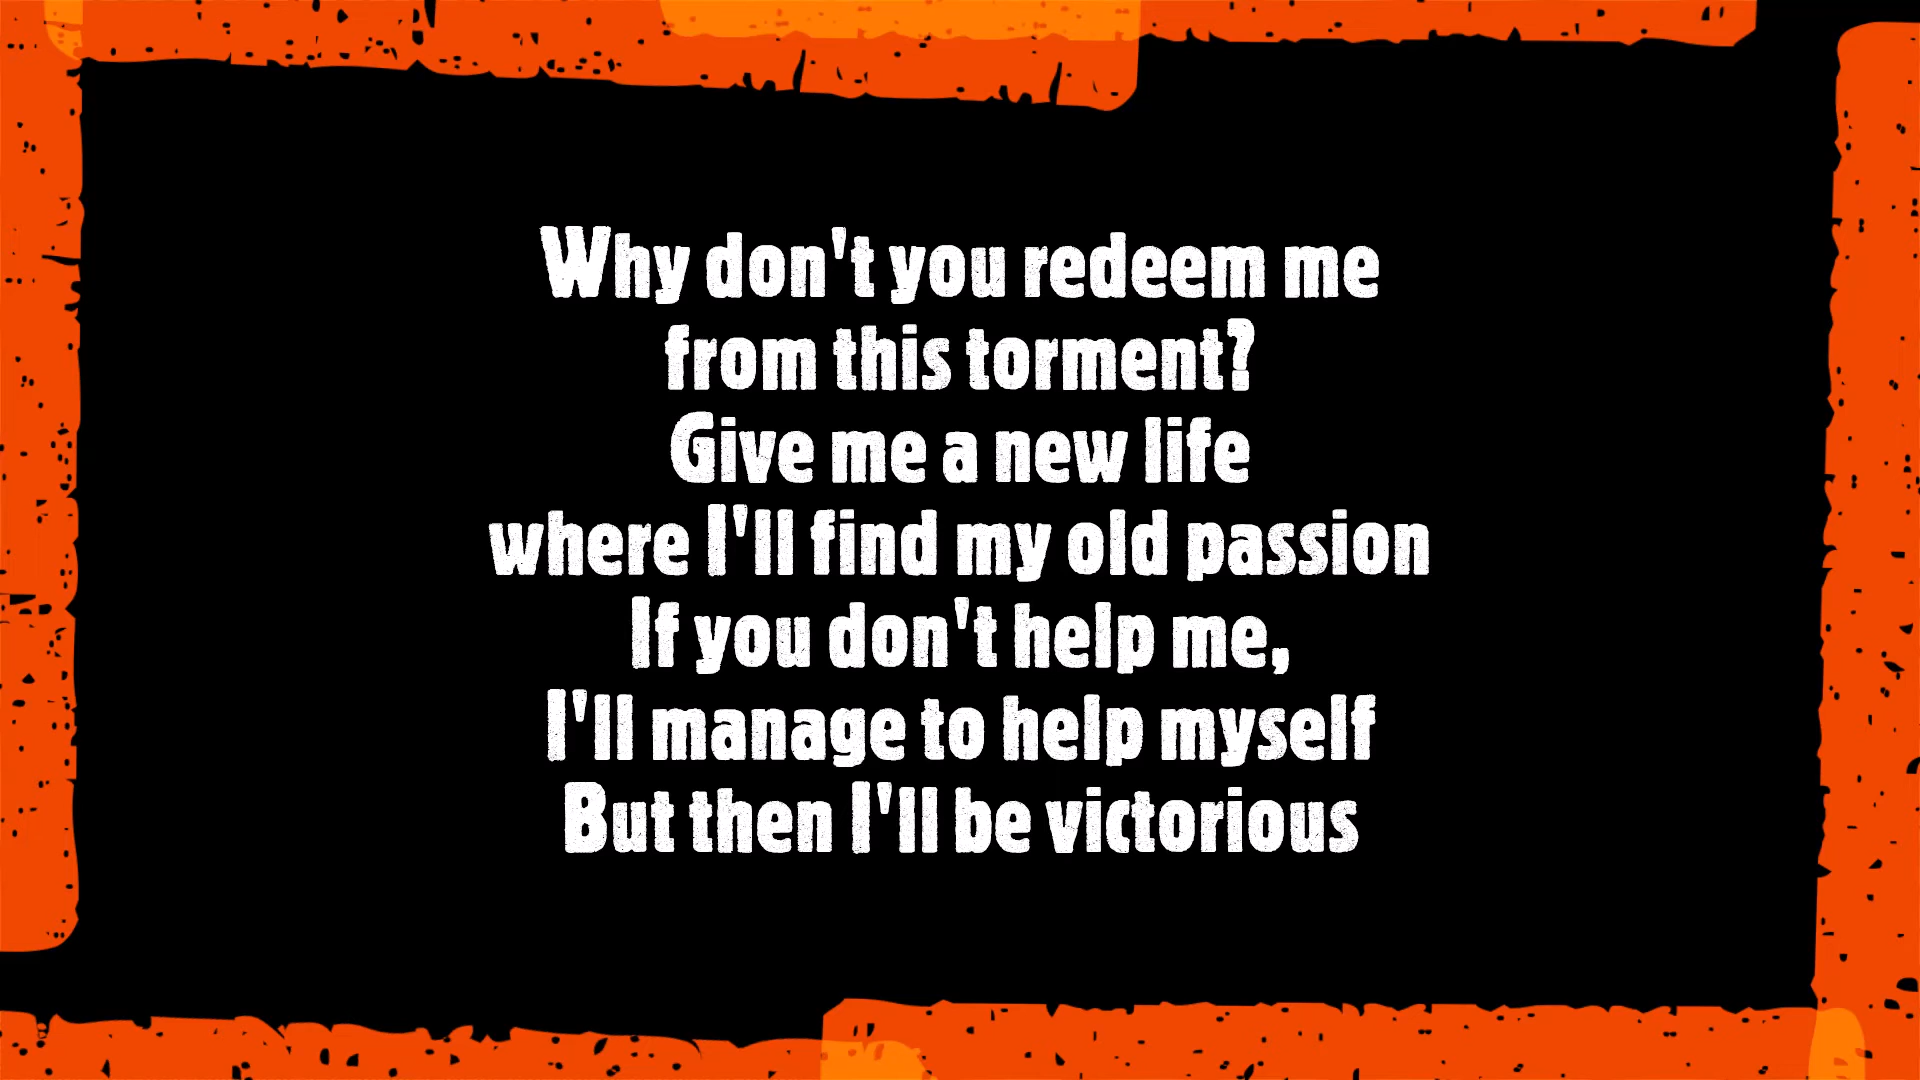 Why don't you redeem me
from this torment?
Give me a new life
where I'll find my old passion
If you don't help me,
I'll manage to help myself
But then I'll be victorious